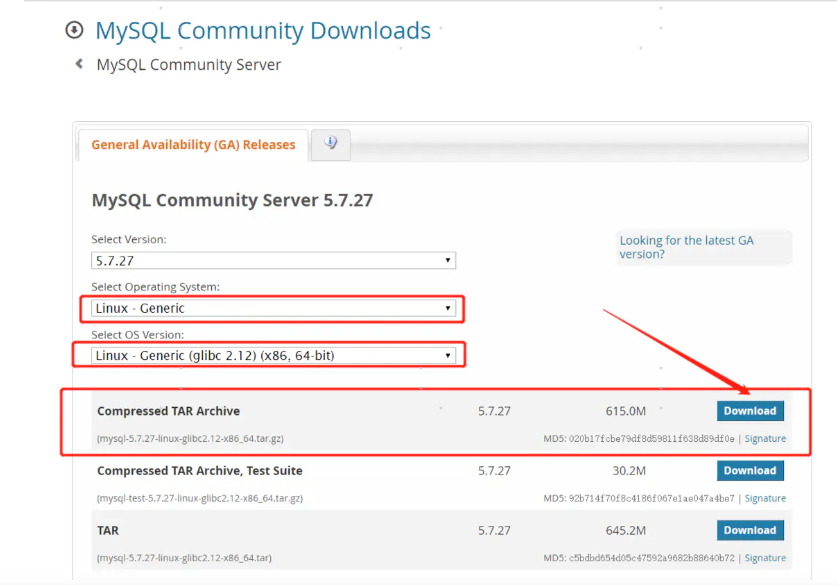 MySQL Community Downloads
MySQL Community Server
General Availability (GA) Releases
MySQL Community Server 5.7.27
Select Version:
5.7.27
Looking for the latest GA
version?
Select Operating System:
Linux - Generic
Select OS Version:
Linux - Generic (glibc 2.12) (x86, 64-bit)
Compressed TAR Archive 5.7.27 615.0M Download
(mysql-5.7.27-linux-glibc2.12-x86_64.tar.gz) MD5: 020b17fcbe79df8d59811f638d89df0e | Signature
Compressed TAR Archive, Test Suite 5.7.27 30.2M Download
(mysql-test-5.7.27-linux-glibc2.12-x86_64.tar.gz) MD5: 92b714f70f8c4186f067e1ae047a4be7 | Signature
TAR 5.7.27 645.2M Download
(mysql-5.7.27-linux-glibc2.12-x86_64.tar) MD5: c5bdbd654d05c47592a9682b88640b72 | Signature